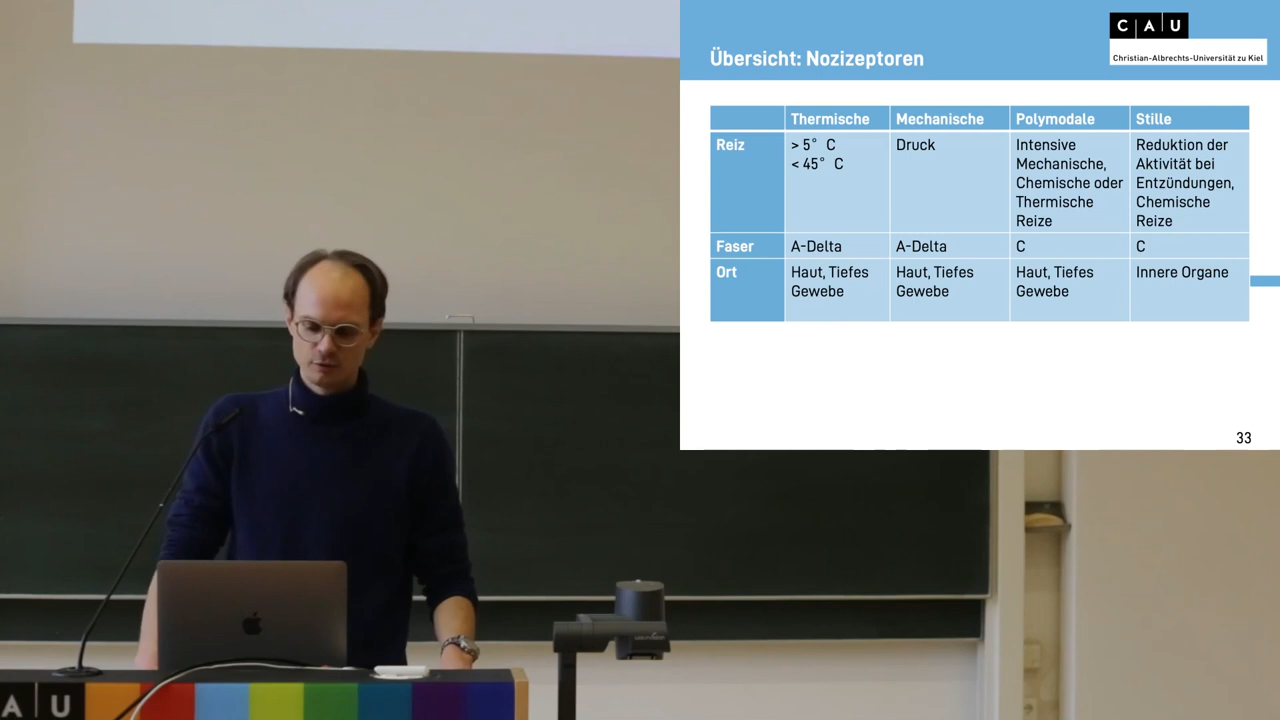 C A U
Christian-Albrechts-Universität zu Kiel
Übersicht: Nozizeptoren
Thermische
Mechanische
Polymodale
Stille
Reiz
> 5° C
< 45° C
Druck
Intensive
Mechanische,
Chemische oder
Thermische
Reize
Reduktion der
Aktivität bei
Entzündungen,
Chemische
Reize
Faser
A-Delta
A-Delta
C
C
Ort
Haut, Tiefes
Gewebe
Haut, Tiefes
Gewebe
Haut, Tiefes
Gewebe
Innere Organe
33
A U